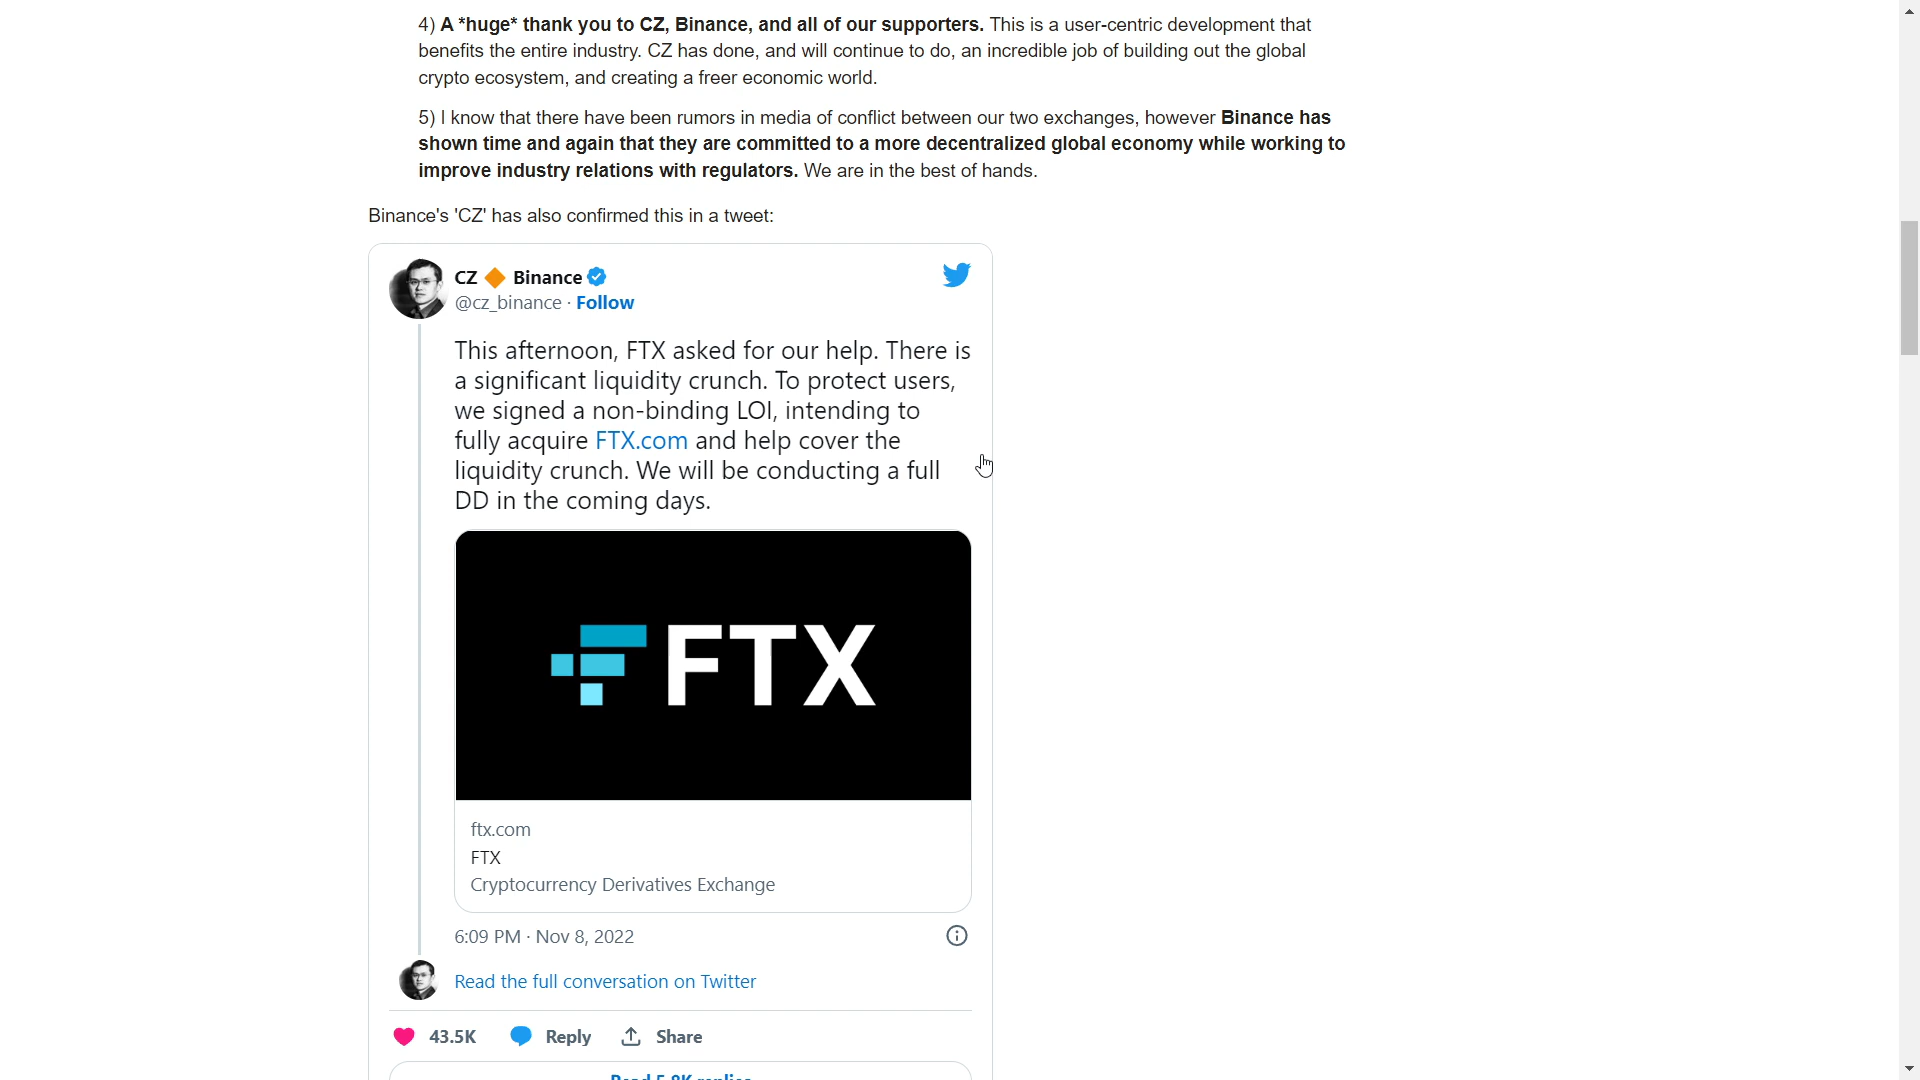 4) A *huge* thank you to CZ, Binance, and all of our supporters. This is a user-centric development that
benefits the entire industry. CZ has done, and will continue to do, an incredible job of building out the global
crypto ecosystem, and creating a freer economic world.
5) I know that there have been rumors in media of conflict between our two exchanges, however Binance has
shown time and again that they are committed to a more decentralized global economy while working to
improve industry relations with regulators. We are in the best of hands.
Binance's 'CZ' has also confirmed this in a tweet:
CZ 🔶 Binance
@cz_binance · Follow
This afternoon, FTX asked for our help. There is
a significant liquidity crunch. To protect users,
we signed a non-binding LOI, intending to
fully acquire FTX.com and help cover the
liquidity crunch. We will be conducting a full
DD in the coming days.
FTX
ftx.com
FTX
Cryptocurrency Derivatives Exchange
6:09 PM · Nov 8, 2022
Read the full conversation on Twitter
43.5K Reply Share
Read 5.8K replies